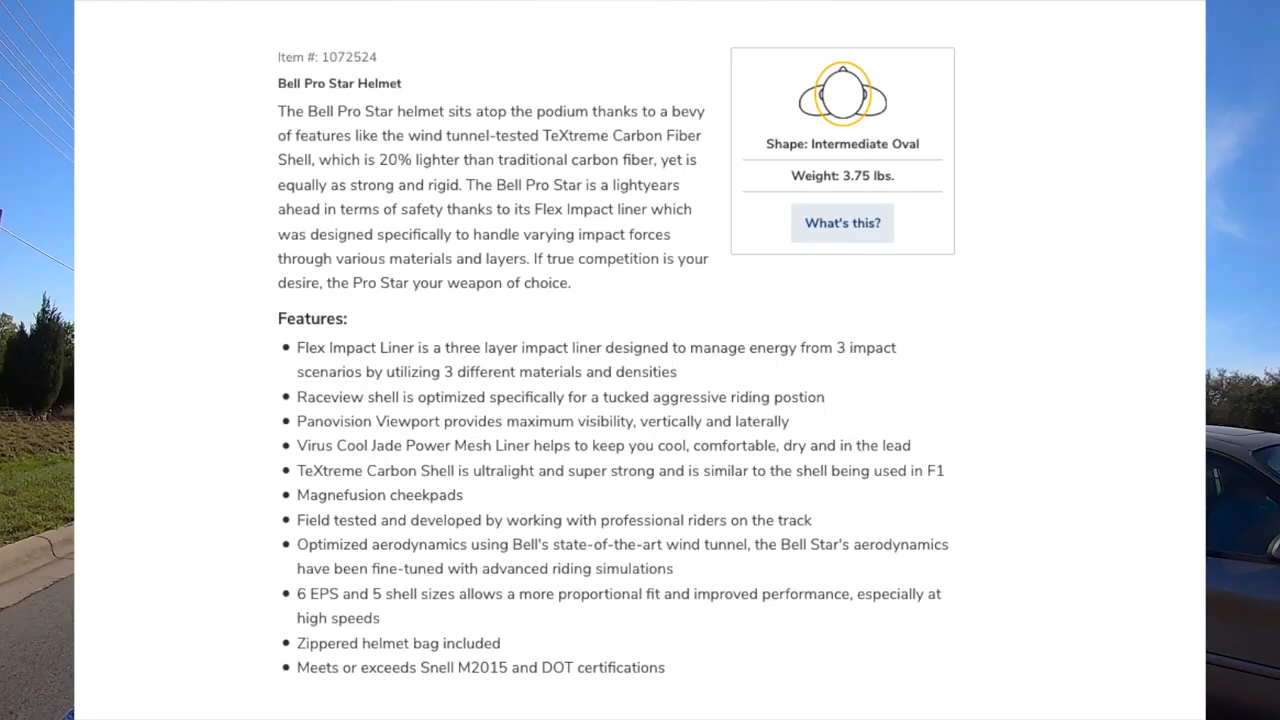 Item #: 1072524
Bell Pro Star Helmet
The Bell Pro Star helmet sits atop the podium thanks to a bevy
of features like the wind tunnel-tested TeXtreme Carbon Fiber
Shell, which is 20% lighter than traditional carbon fiber, yet is
equally as strong and rigid. The Bell Pro Star is a lightyears
ahead in terms of safety thanks to its Flex Impact liner which
was designed specifically to handle varying impact forces
through various materials and layers. If true competition is your
desire, the Pro Star your weapon of choice.
Shape: Intermediate Oval
Weight: 3.75 lbs.
What's this?
Features:
• Flex Impact Liner is a three layer impact liner designed to manage energy from 3 impact
scenarios by utilizing 3 different materials and densities
• Raceview shell is optimized specifically for a tucked aggressive riding postion
• Panovision Viewport provides maximum visibility, vertically and laterally
• Virus Cool Jade Power Mesh Liner helps to keep you cool, comfortable, dry and in the lead
• TeXtreme Carbon Shell is ultralight and super strong and is similar to the shell being used in F1
• Magnefusion cheekpads
• Field tested and developed by working with professional riders on the track
• Optimized aerodynamics using Bell's state-of-the-art wind tunnel, the Bell Star's aerodynamics
have been fine-tuned with advanced riding simulations
• 6 EPS and 5 shell sizes allows a more proportional fit and improved performance, especially at
high speeds
• Zippered helmet bag included
• Meets or exceeds Snell M2015 and DOT certifications